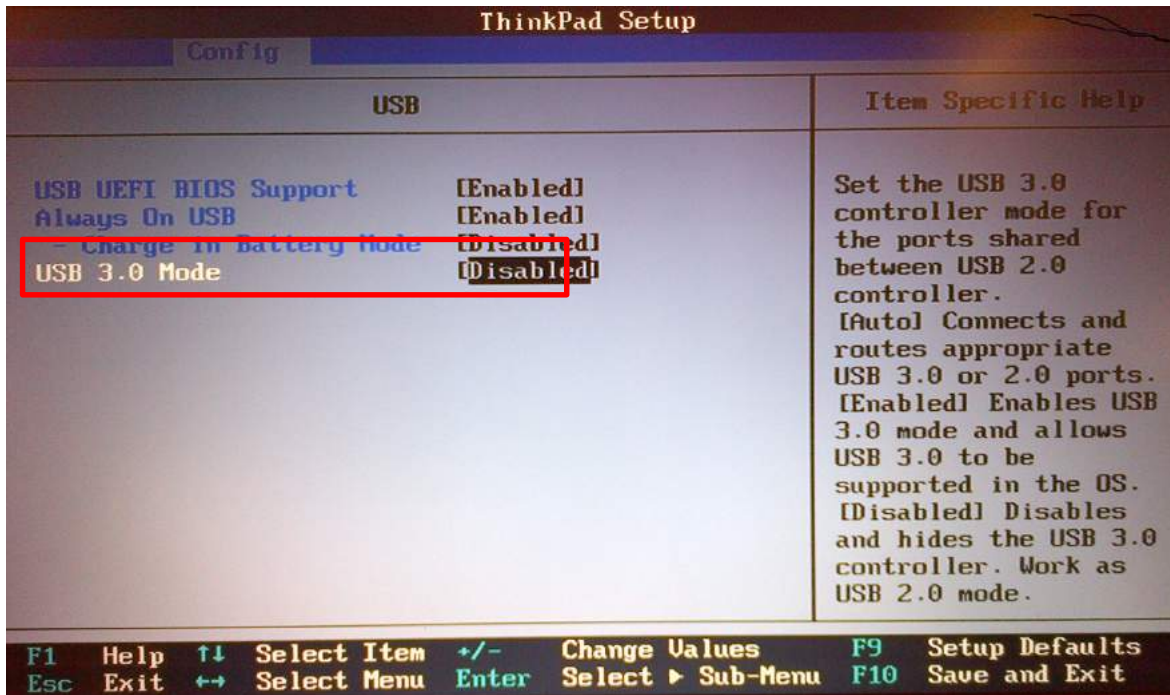 ThinkPad Setup
Config
USB
Item Specific Help
USB UEFI BIOS Support [Enabled]
Always On USB [Enabled]
- Charge in Battery Mode [Disabled]
USB 3.0 Mode [Disabled]
Set the USB 3.0
controller mode for
the ports shared
between USB 2.0
controller.
[Auto] Connects and
routes appropriate
USB 3.0 or 2.0 ports.
[Enabled] Enables USB
3.0 mode and allows
USB 3.0 to be
supported in the OS.
[Disabled] Disables
and hides the USB 3.0
controller. Work as
USB 2.0 mode.
F1 Help ↑↓ Select Item +/- Change Values F9 Setup Defaults
Esc Exit ↔ Select Menu Enter Select ▶ Sub-Menu F10 Save and Exit